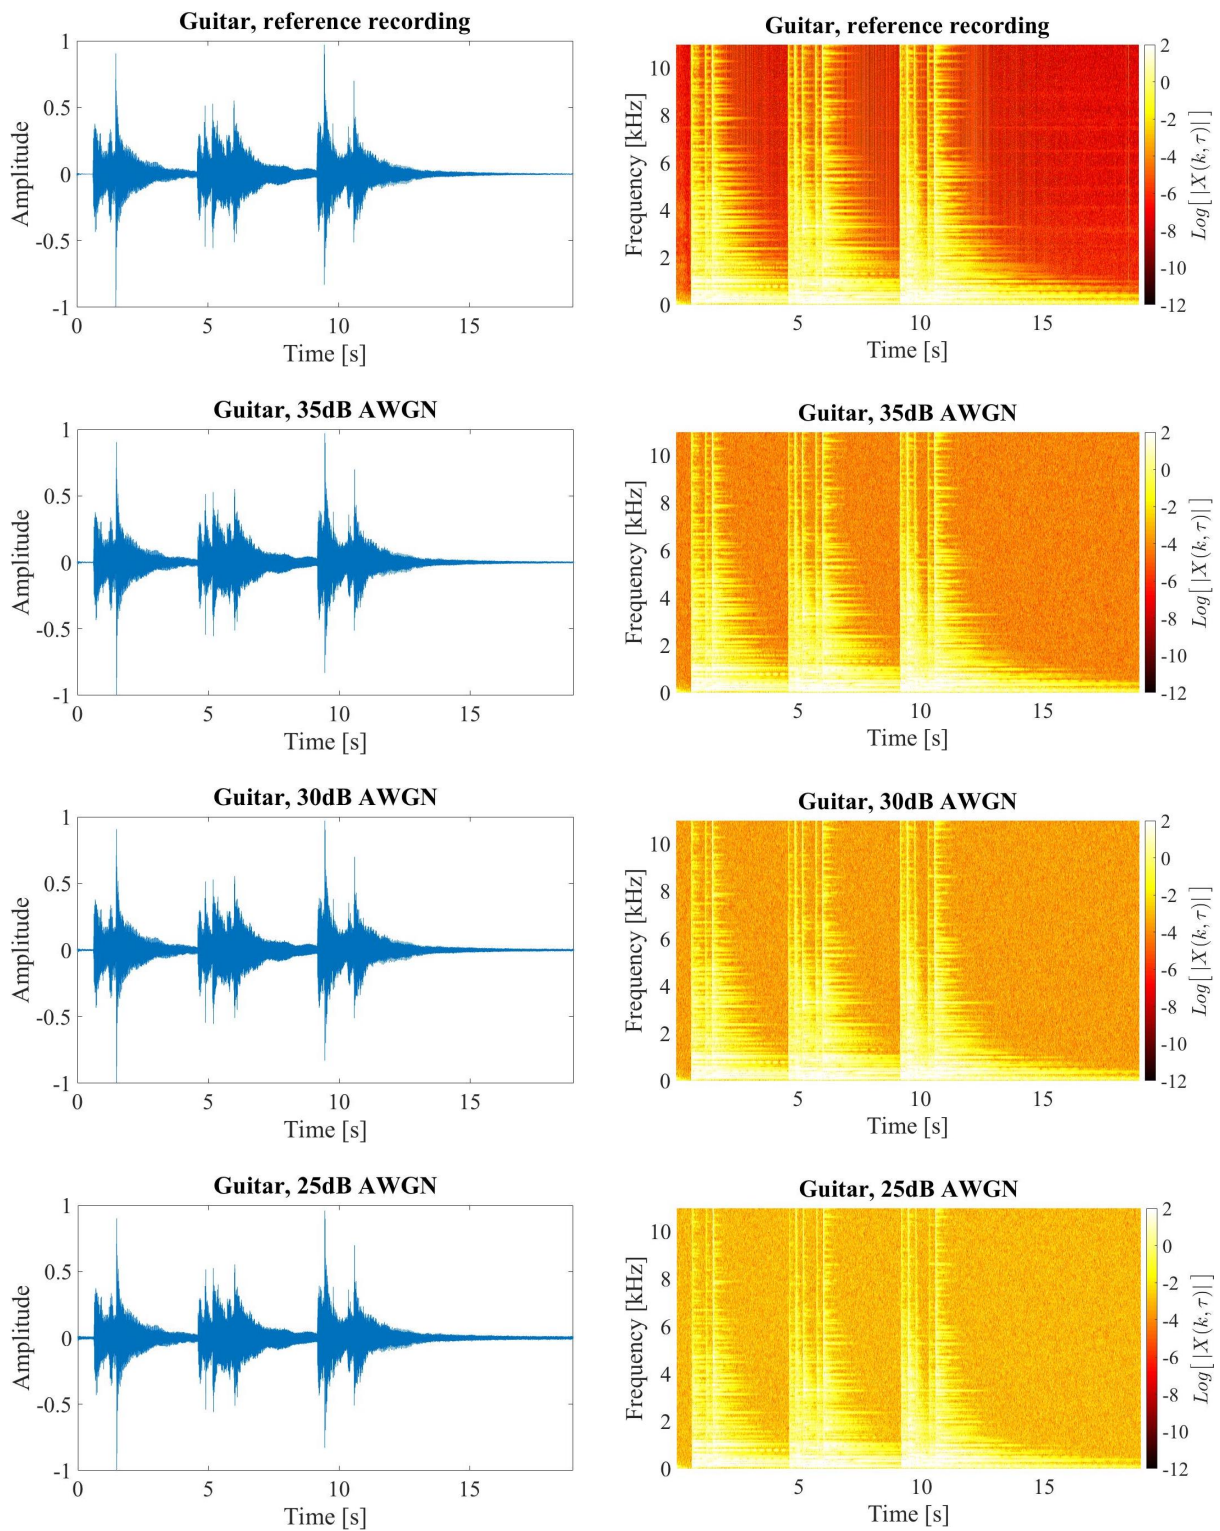 Guitar, reference recording
1
0.5
0
-0.5
-1
Amplitude
0 5 10 15
Time [s]
Guitar, reference recording
10
8
6
4
2
0
Frequency [kHz]
5 10 15
Time [s]
2
0
-2
-4
-6
-8
-10
-12
Log[|X(k, τ)|]
Guitar, 35dB AWGN
1
0.5
0
-0.5
-1
Amplitude
0 5 10 15
Time [s]
Guitar, 35dB AWGN
10
8
6
4
2
0
Frequency [kHz]
5 10 15
Time [s]
2
0
-2
-4
-6
-8
-10
-12
Log[|X(k, τ)|]
Guitar, 30dB AWGN
1
0.5
0
-0.5
-1
Amplitude
0 5 10 15
Time [s]
Guitar, 30dB AWGN
10
8
6
4
2
0
Frequency [kHz]
5 10 15
Time [s]
2
0
-2
-4
-6
-8
-10
-12
Log[|X(k, τ)|]
Guitar, 25dB AWGN
1
0.5
0
-0.5
-1
Amplitude
0 5 10 15
Time [s]
Guitar, 25dB AWGN
10
8
6
4
2
0
Frequency [kHz]
5 10 15
Time [s]
2
0
-2
-4
-6
-8
-10
-12
Log[|X(k, τ)|]